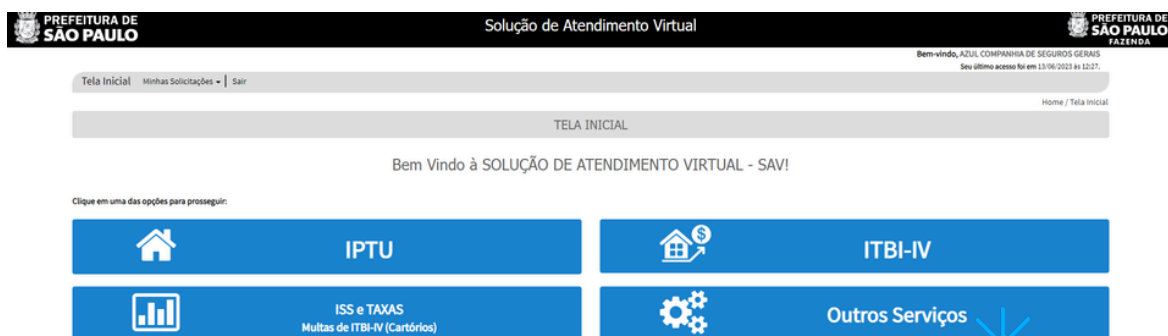 PREFEITURA DE
SÃO PAULO
Solução de Atendimento Virtual
PREFEITURA DE
SÃO PAULO
FAZENDA
Bem-vindo, AZUL COMPANHIA DE SEGUROS GERAIS
Seu último acesso foi em 13/06/2023 às 12:27.
Tela Inicial Minhas Solicitações | Sair
Home / Tela Inicial
TELA INICIAL
Bem Vindo à SOLUÇÃO DE ATENDIMENTO VIRTUAL - SAV!
Clique em uma das opções para prosseguir:
IPTU
ITBI-IV
ISS e TAXAS
Multas de ITBI-IV (Cartórios)
Outros Serviços